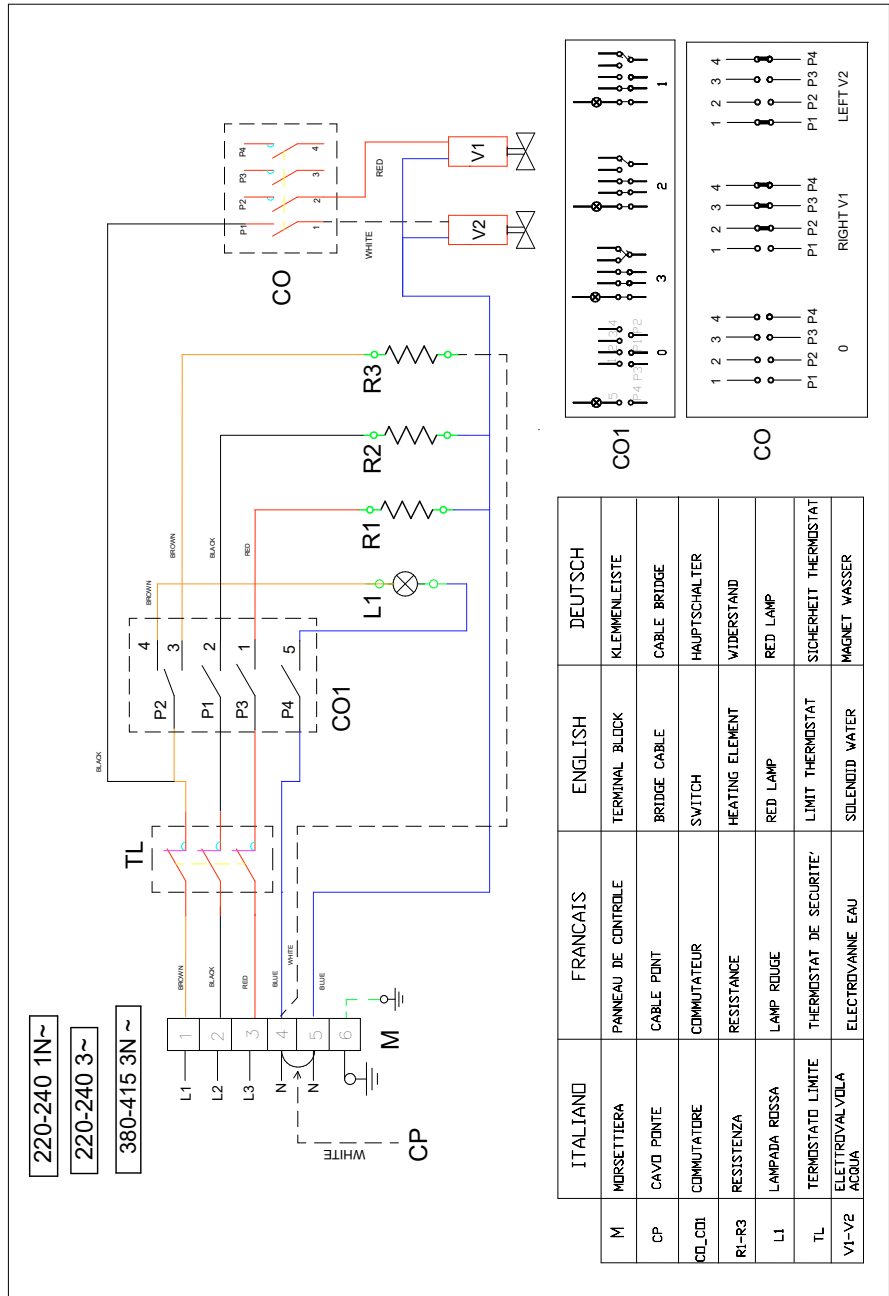 220-240 1N~
220-240 3~
380-415 3N ~
L1
L2
L3
N
N
1
2
3
4
5
6
M
WHITE
CP
BROWN
BLACK
RED
BLUE
WHITE
BLUE
TL
BLACK
P2
P1
P3
P4
4
3
2
1
5
CO1
BROWN
BROWN
BLACK
RED
L1
R1
R2
R3
CO
P1
P2
P3
P4
1
2
3
4
WHITE
RED
V2
V1
ITALIANO FRANCAIS ENGLISH DEUTSCH
M MORSETTIERA PANNEAU DE CONTROLE TERMINAL BLOCK KLEMMENLEISTE
CP CAVO PONTE CABLE PONT BRIDGE CABLE CABLE BRIDGE
CO_CO1 COMMUTATORE COMMUTATEUR SWITCH HAUPTSCHALTER
R1-R3 RESISTENZA RESISTANCE HEATING ELEMENT WIDERSTAND
L1 LAMPADA ROSSA LAMP ROUGE RED LAMP RED LAMP
TL TERMOSTATO LIMITE THERMOSTAT DE SECURITE' LIMIT THERMOSTAT SICHERHEIT THERMOSTAT
V1-V2 ELETTROVALVOLA ACQUA ELECTROVANNE EAU SOLENOID WATER MAGNET WASSER
CO1
5
P4 P3 P1 P2
0
3
2
1
CO
1 2 3 4
P1 P2 P3 P4
0
1 2 3 4
P1 P2 P3 P4
RIGHT V1
1 2 3 4
P1 P2 P3 P4
LEFT V2